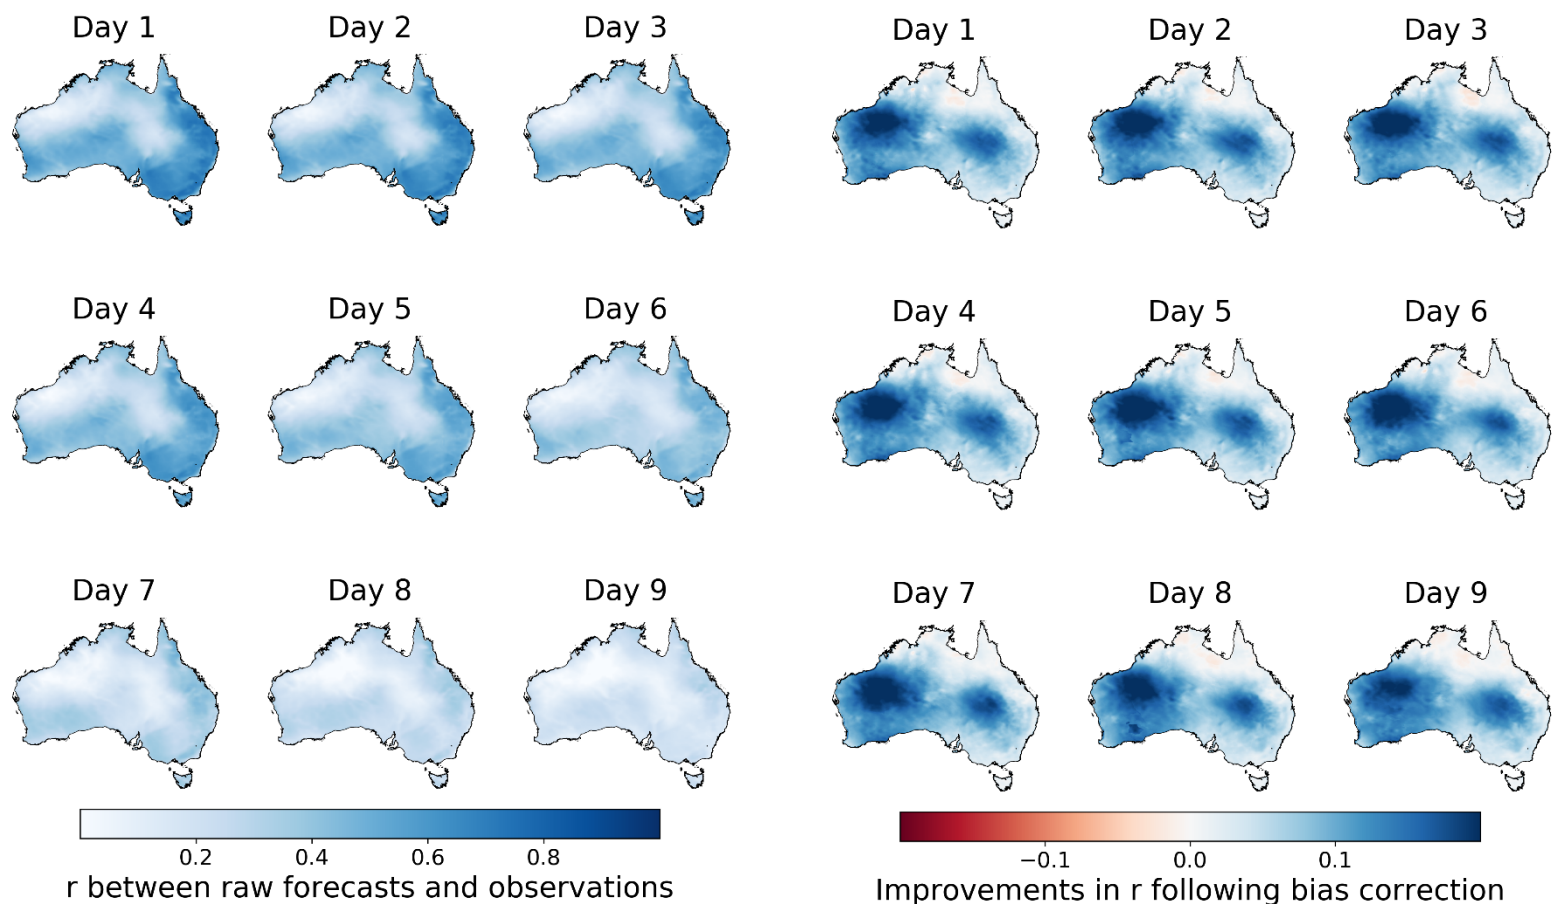 Day 1
Day 2
Day 3
Day 4
Day 5
Day 6
Day 7
Day 8
Day 9
0.2 0.4 0.6 0.8
r between raw forecasts and observations
Day 1
Day 2
Day 3
Day 4
Day 5
Day 6
Day 7
Day 8
Day 9
−0.1 0.0 0.1
Improvements in r following bias correction